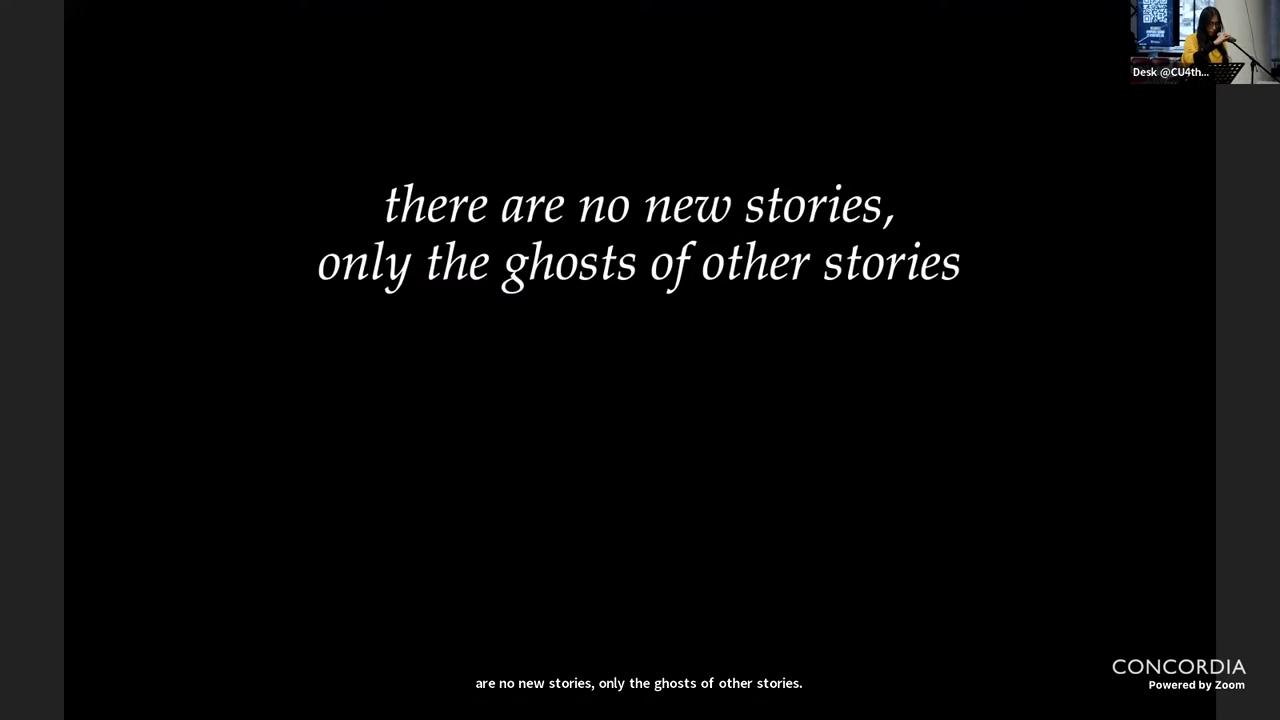 Desk @CU4th...
there are no new stories,
only the ghosts of other stories
are no new stories, only the ghosts of other stories.
CONCORDIA
Powered by Zoom